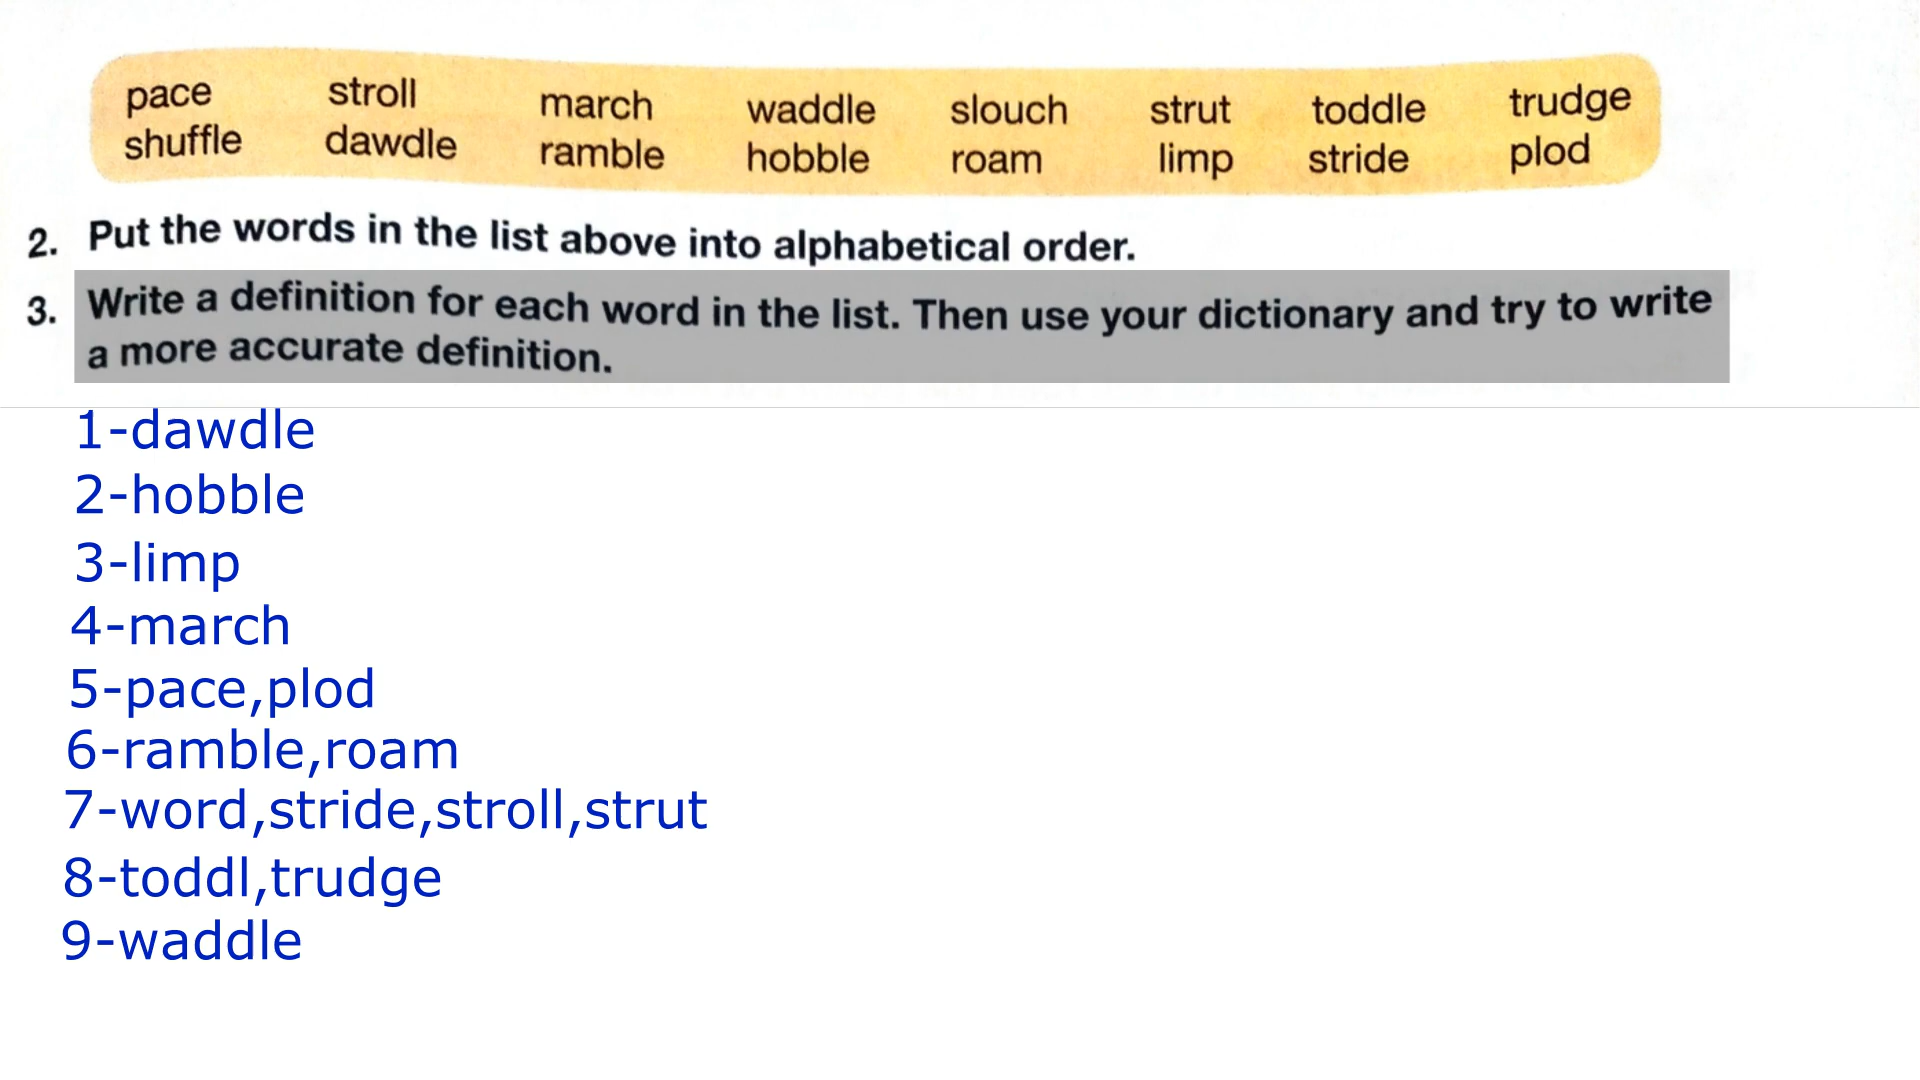 pace stroll march waddle slouch strut toddle trudge
shuffle dawdle ramble hobble roam limp stride plod
2. Put the words in the list above into alphabetical order.
3. Write a definition for each word in the list. Then use your dictionary and try to write
a more accurate definition.
1-dawdle
2-hobble
3-limp
4-march
5-pace,plod
6-ramble,roam
7-word,stride,stroll,strut
8-toddl,trudge
9-waddle